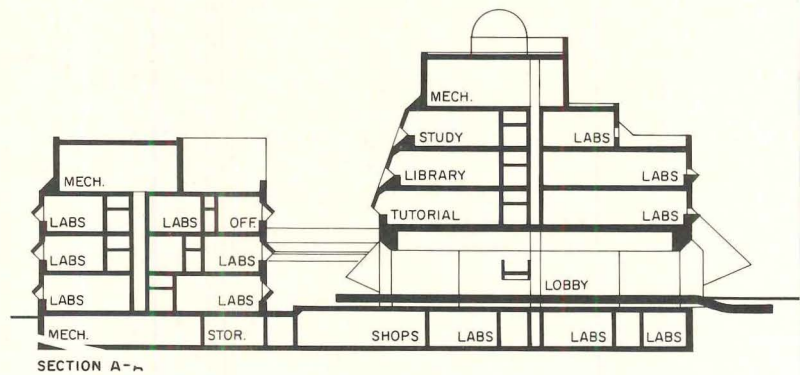 MECH.
STUDY LABS
MECH. LIBRARY LABS
LABS LABS OFF. TUTORIAL LABS
LABS LABS
LABS LABS LOBBY
MECH. STOR. SHOPS LABS LABS LABS
SECTION A-